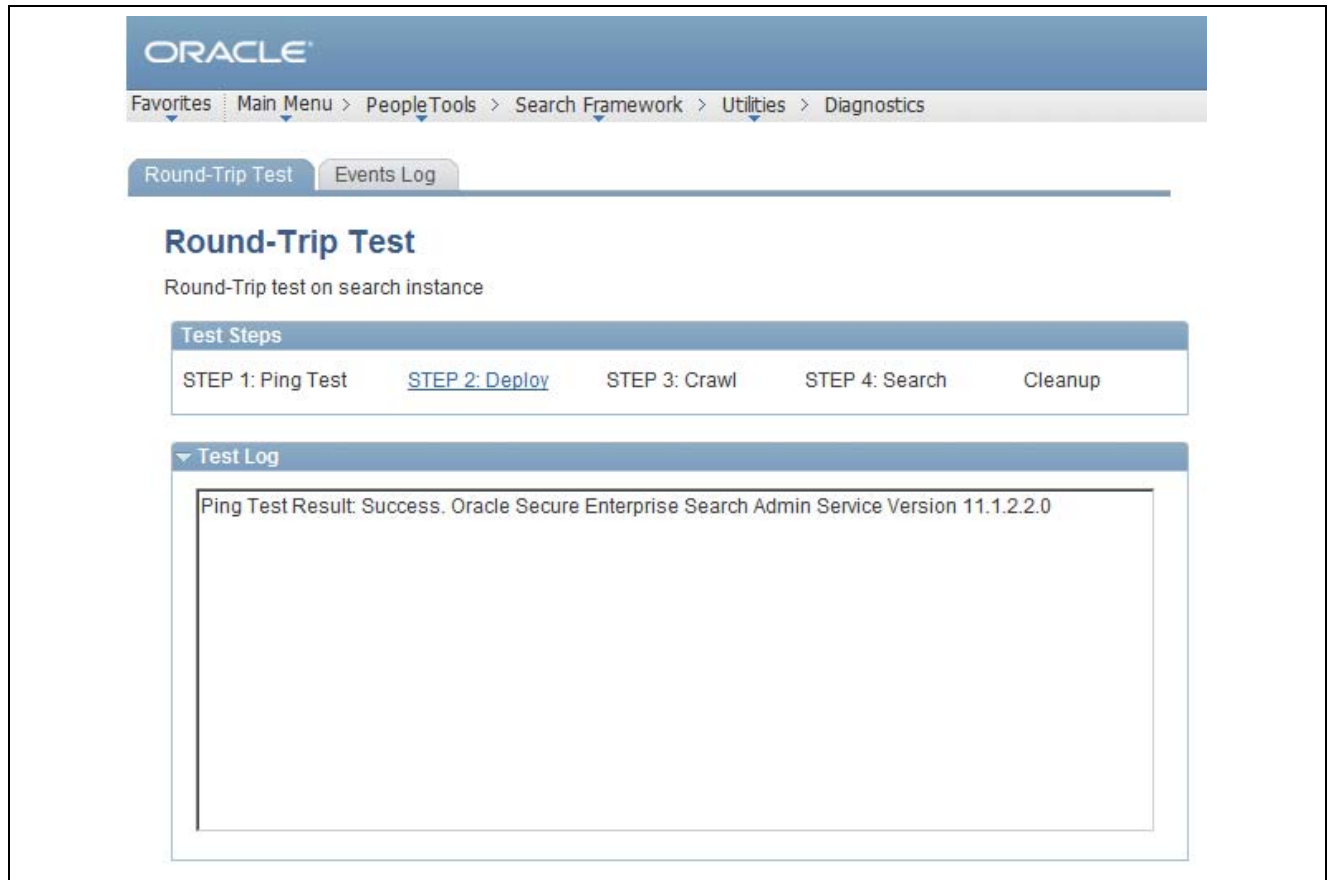 ORACLE
Favorites Main Menu > PeopleTools > Search Framework > Utilities > Diagnostics
Round-Trip Test Events Log
Round-Trip Test
Round-Trip test on search instance
Test Steps
STEP 1: Ping Test STEP 2: Deploy STEP 3: Crawl STEP 4: Search Cleanup
Test Log
Ping Test Result: Success. Oracle Secure Enterprise Search Admin Service Version 11.1.2.2.0